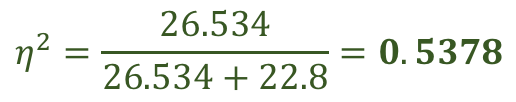 η² = 26.534 / (26.534 + 22.8) = 0.5378